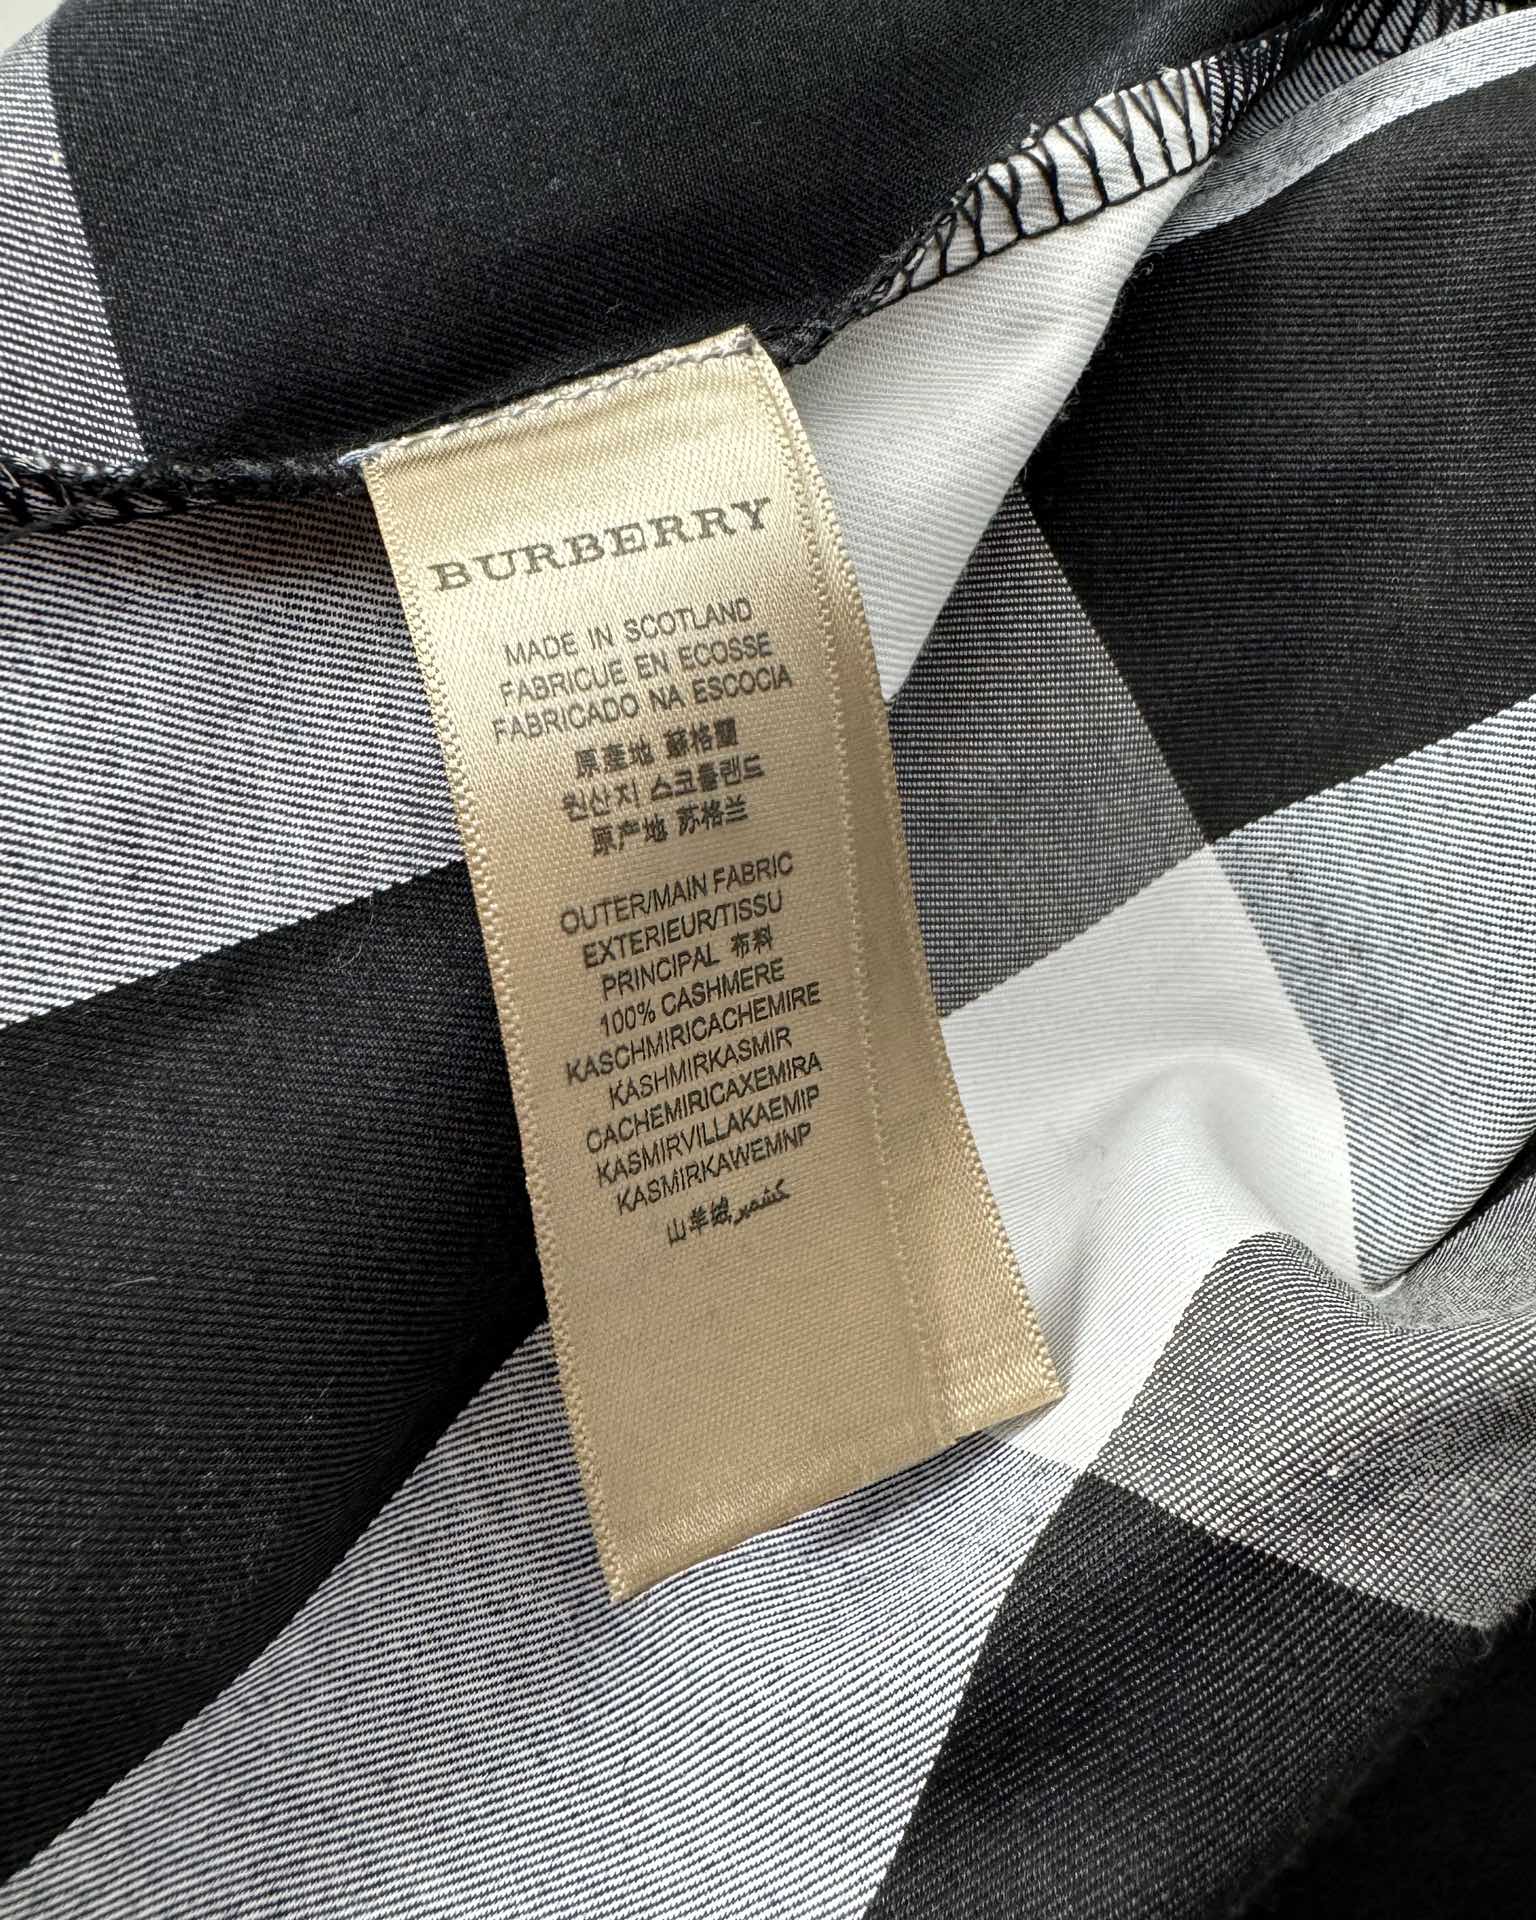 BURBERRY
MADE IN SCOTLAND
FABRICUE EN ECOSSE
FABRICADO NA ESCOCIA
原産地 蘇格蘭
원산지 스코틀랜드
原产地 苏格兰
OUTER/MAIN FABRIC
EXTERIEUR/TISSU
PRINCIPAL 布料
100% CASHMERE
KASCHMIRICACHEMIRE
KASHMIRKASMIR
CACHEMIRICAXEMIRA
KASMIRVILLAKAEMIP
KASMIRKAWEMNP
山羊绒 كشمير